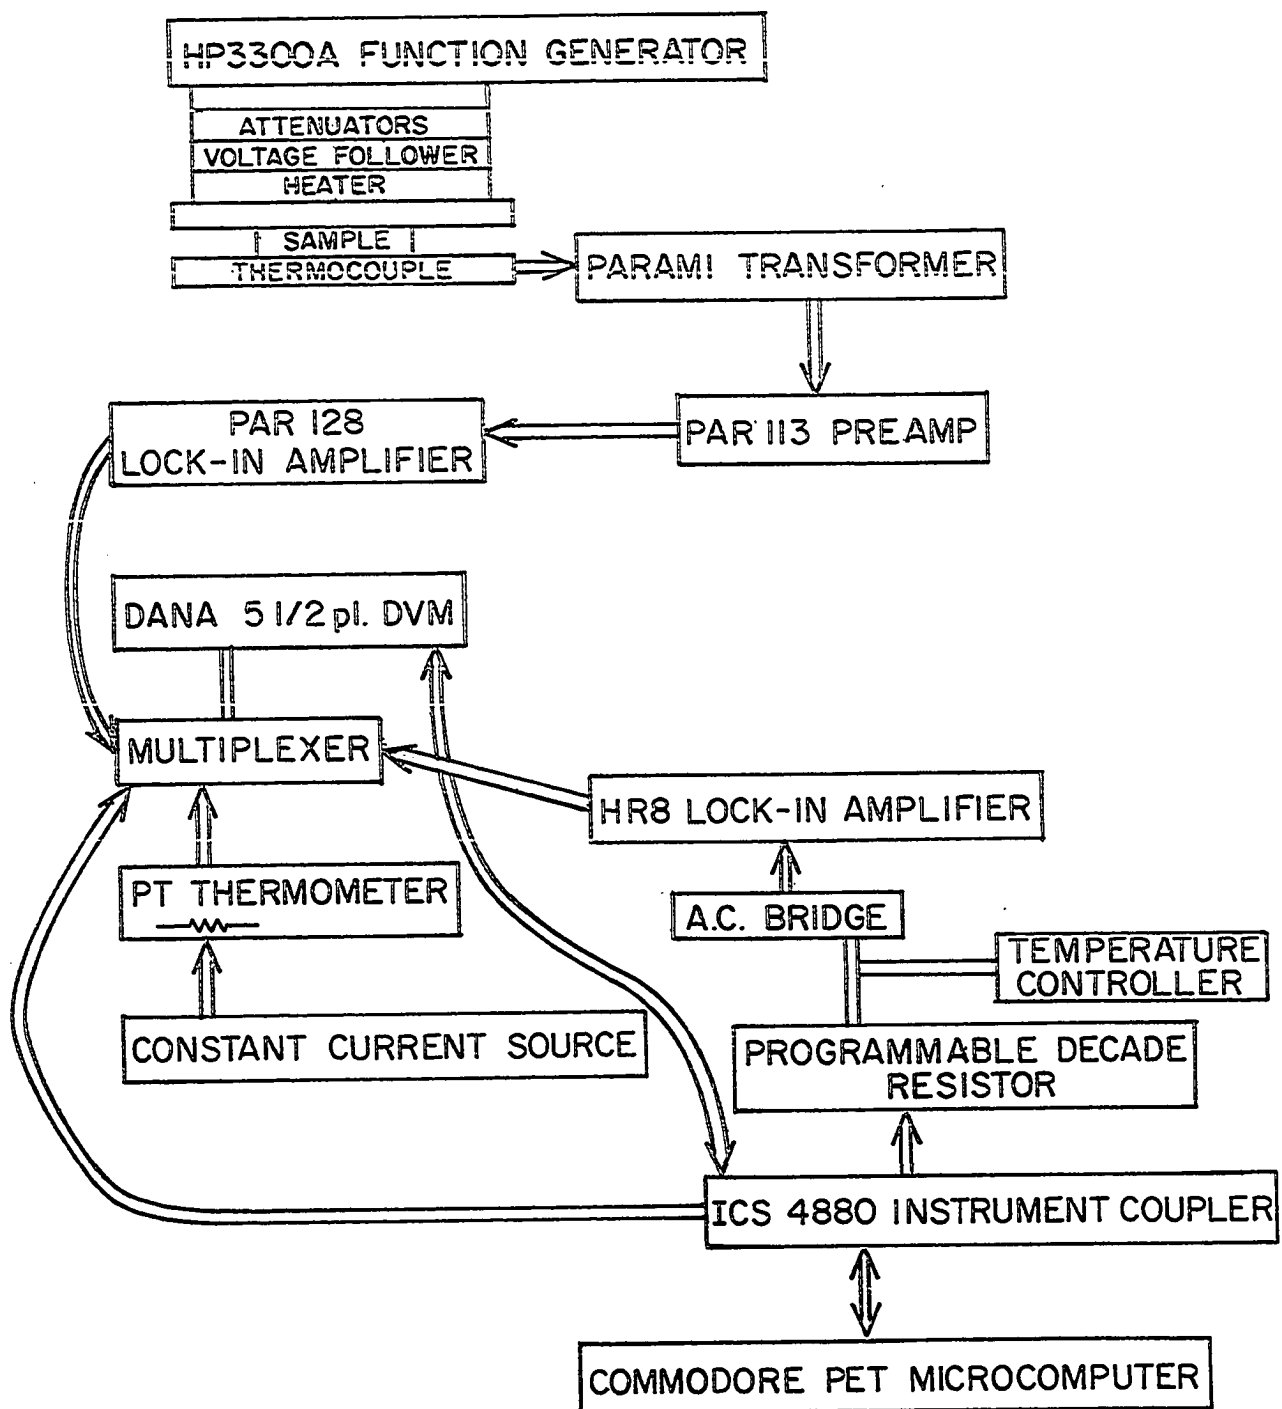 HP3300A FUNCTION GENERATOR
ATTENUATORS
VOLTAGE FOLLOWER
HEATER
SAMPLE
THERMOCOUPLE
PARAM1 TRANSFORMER
PAR 128
LOCK-IN AMPLIFIER
PAR 113 PREAMP
DANA 5 1/2 pl. DVM
MULTIPLEXER
HR8 LOCK-IN AMPLIFIER
PT THERMOMETER
A.C. BRIDGE
TEMPERATURE
CONTROLLER
CONSTANT CURRENT SOURCE
PROGRAMMABLE DECADE
RESISTOR
ICS 4880 INSTRUMENT COUPLER
COMMODORE PET MICROCOMPUTER